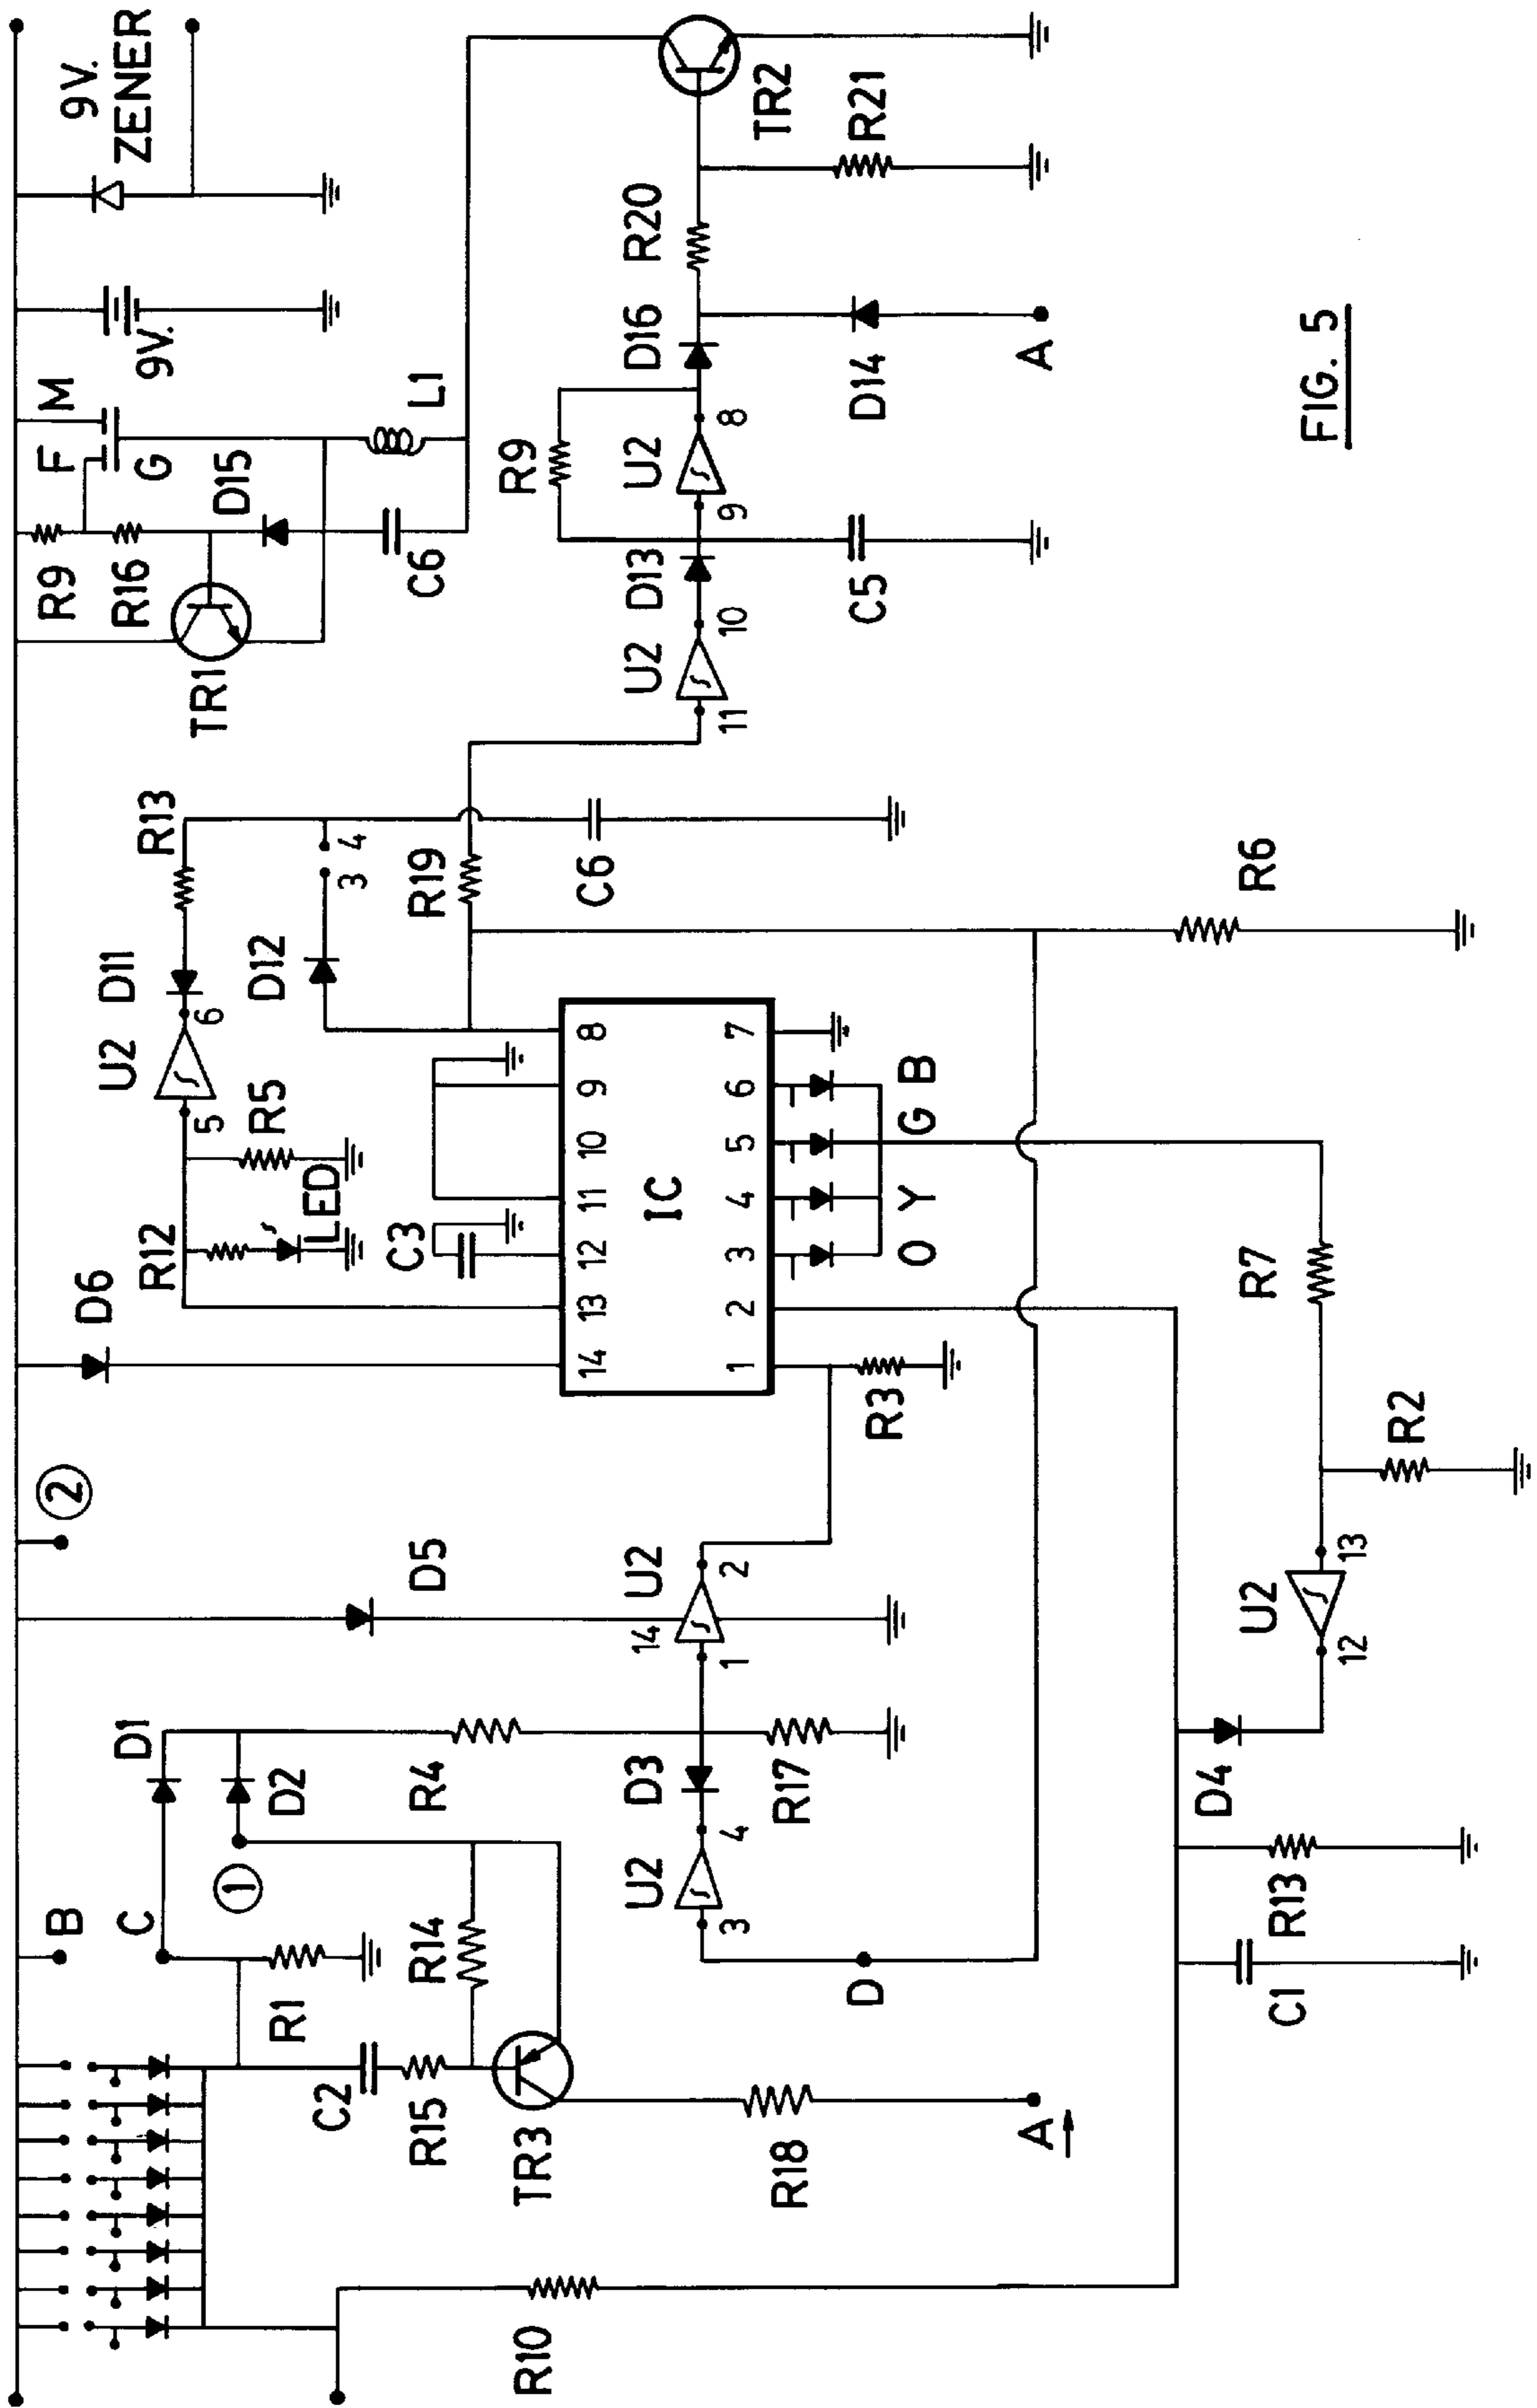 B
C
D1
D2
①
②
R1
R14
C2
R15
TR3
R18
A
R10
R4
D3
R17
U2
3
4
D
D5
U2
14
1
2
D6
R12
LED
R5
U2
5
6
D11
R13
D12
3
4
R19
C6
C3
14
13
12
11
10
9
8
IC
1
2
3
4
5
6
7
O
Y
G
B
R3
R6
R7
R2
U2
13
12
D4
R13
C1
TR1
R9
R16
F
M
G
D15
C6
L1
9V.
9V.
ZENER
U2
11
10
D13
C5
R9
U2
9
8
D16
D14
A
R20
R21
TR2
FIG. 5